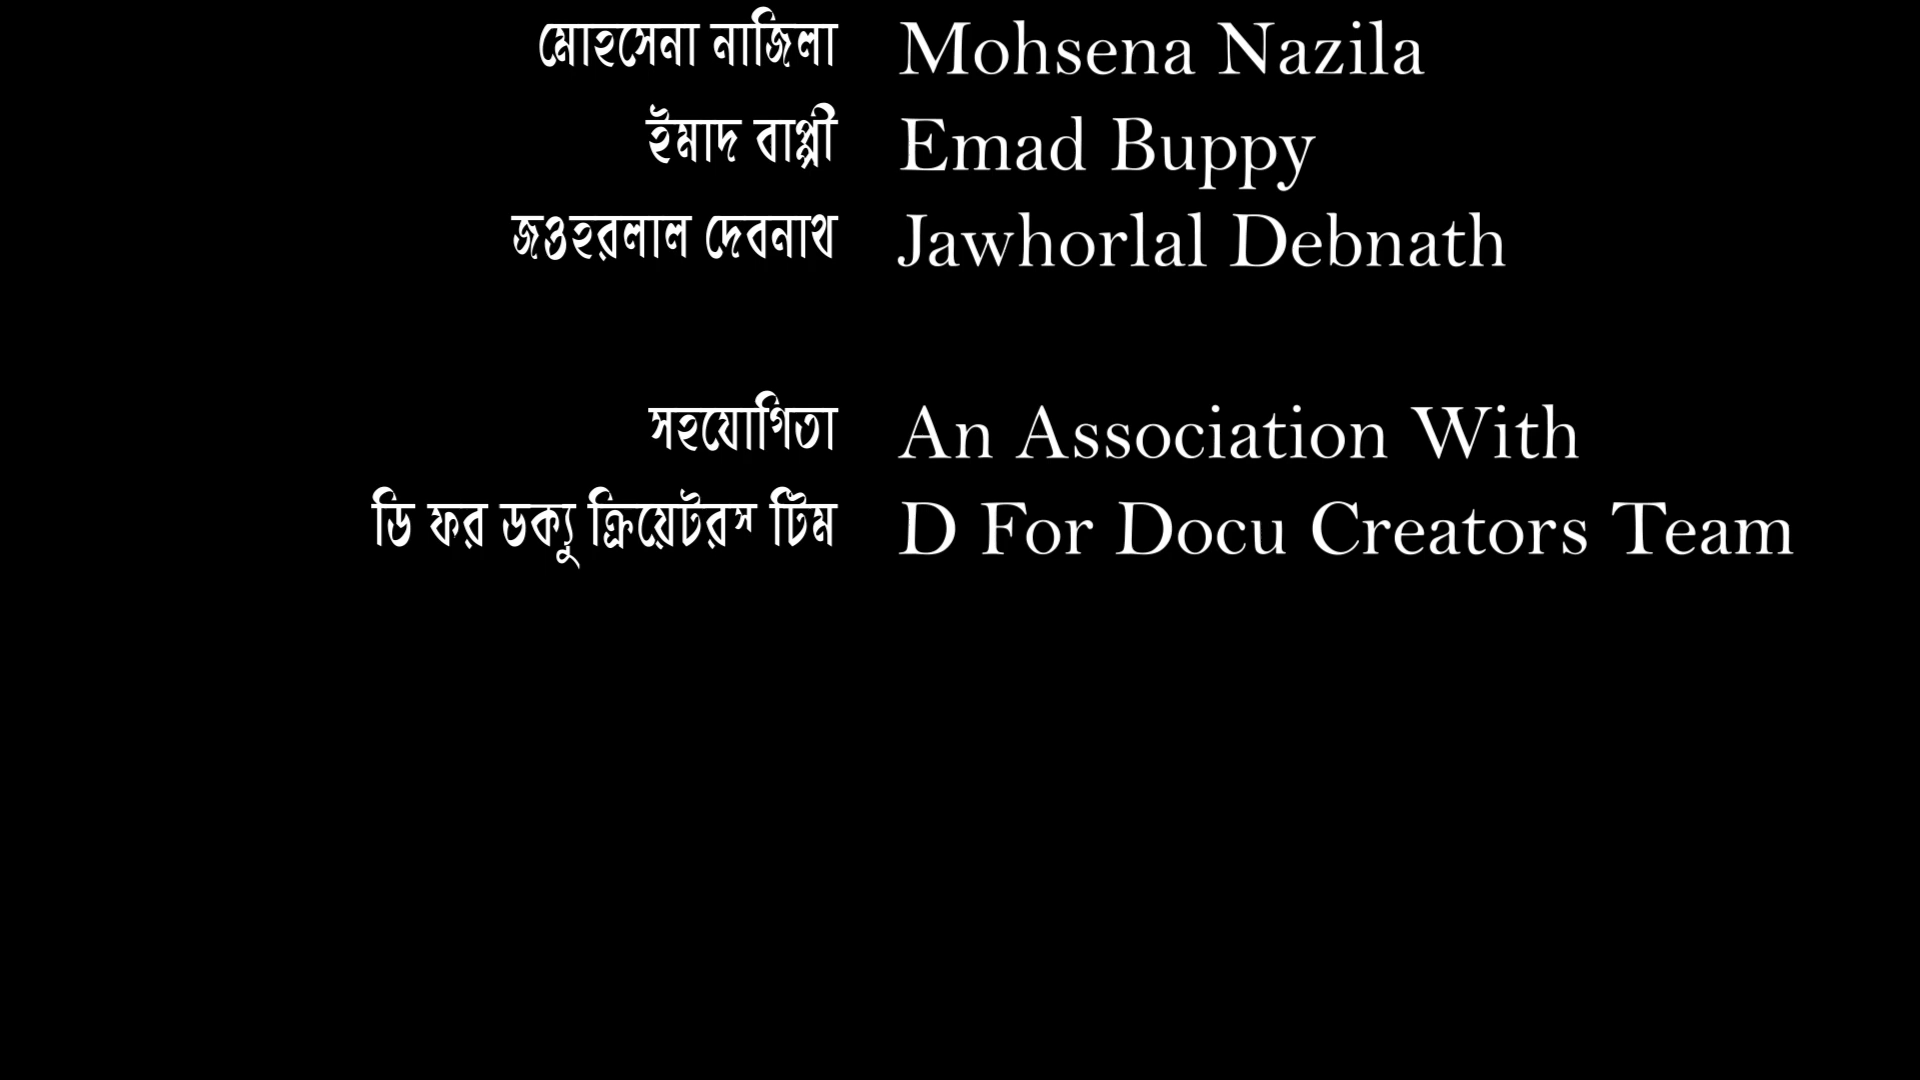 মোহসেনা নাজিলা Mohsena Nazila
ইমাদ বাপ্পী Emad Buppy
জওহরলাল দেবনাথ Jawhorlal Debnath
সহযোগিতা An Association With
ডি ফর ডক্যু ক্রিয়েটরস টিম D For Docu Creators Team